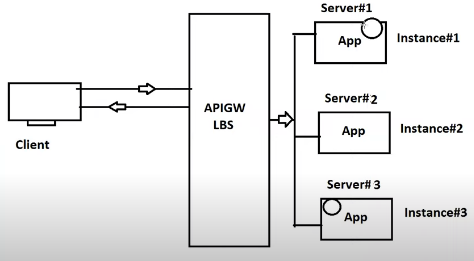 Server#1
App
Instance#1
Client
APIGW
LBS
Server#2
App
Instance#2
Server#3
App
Instance#3